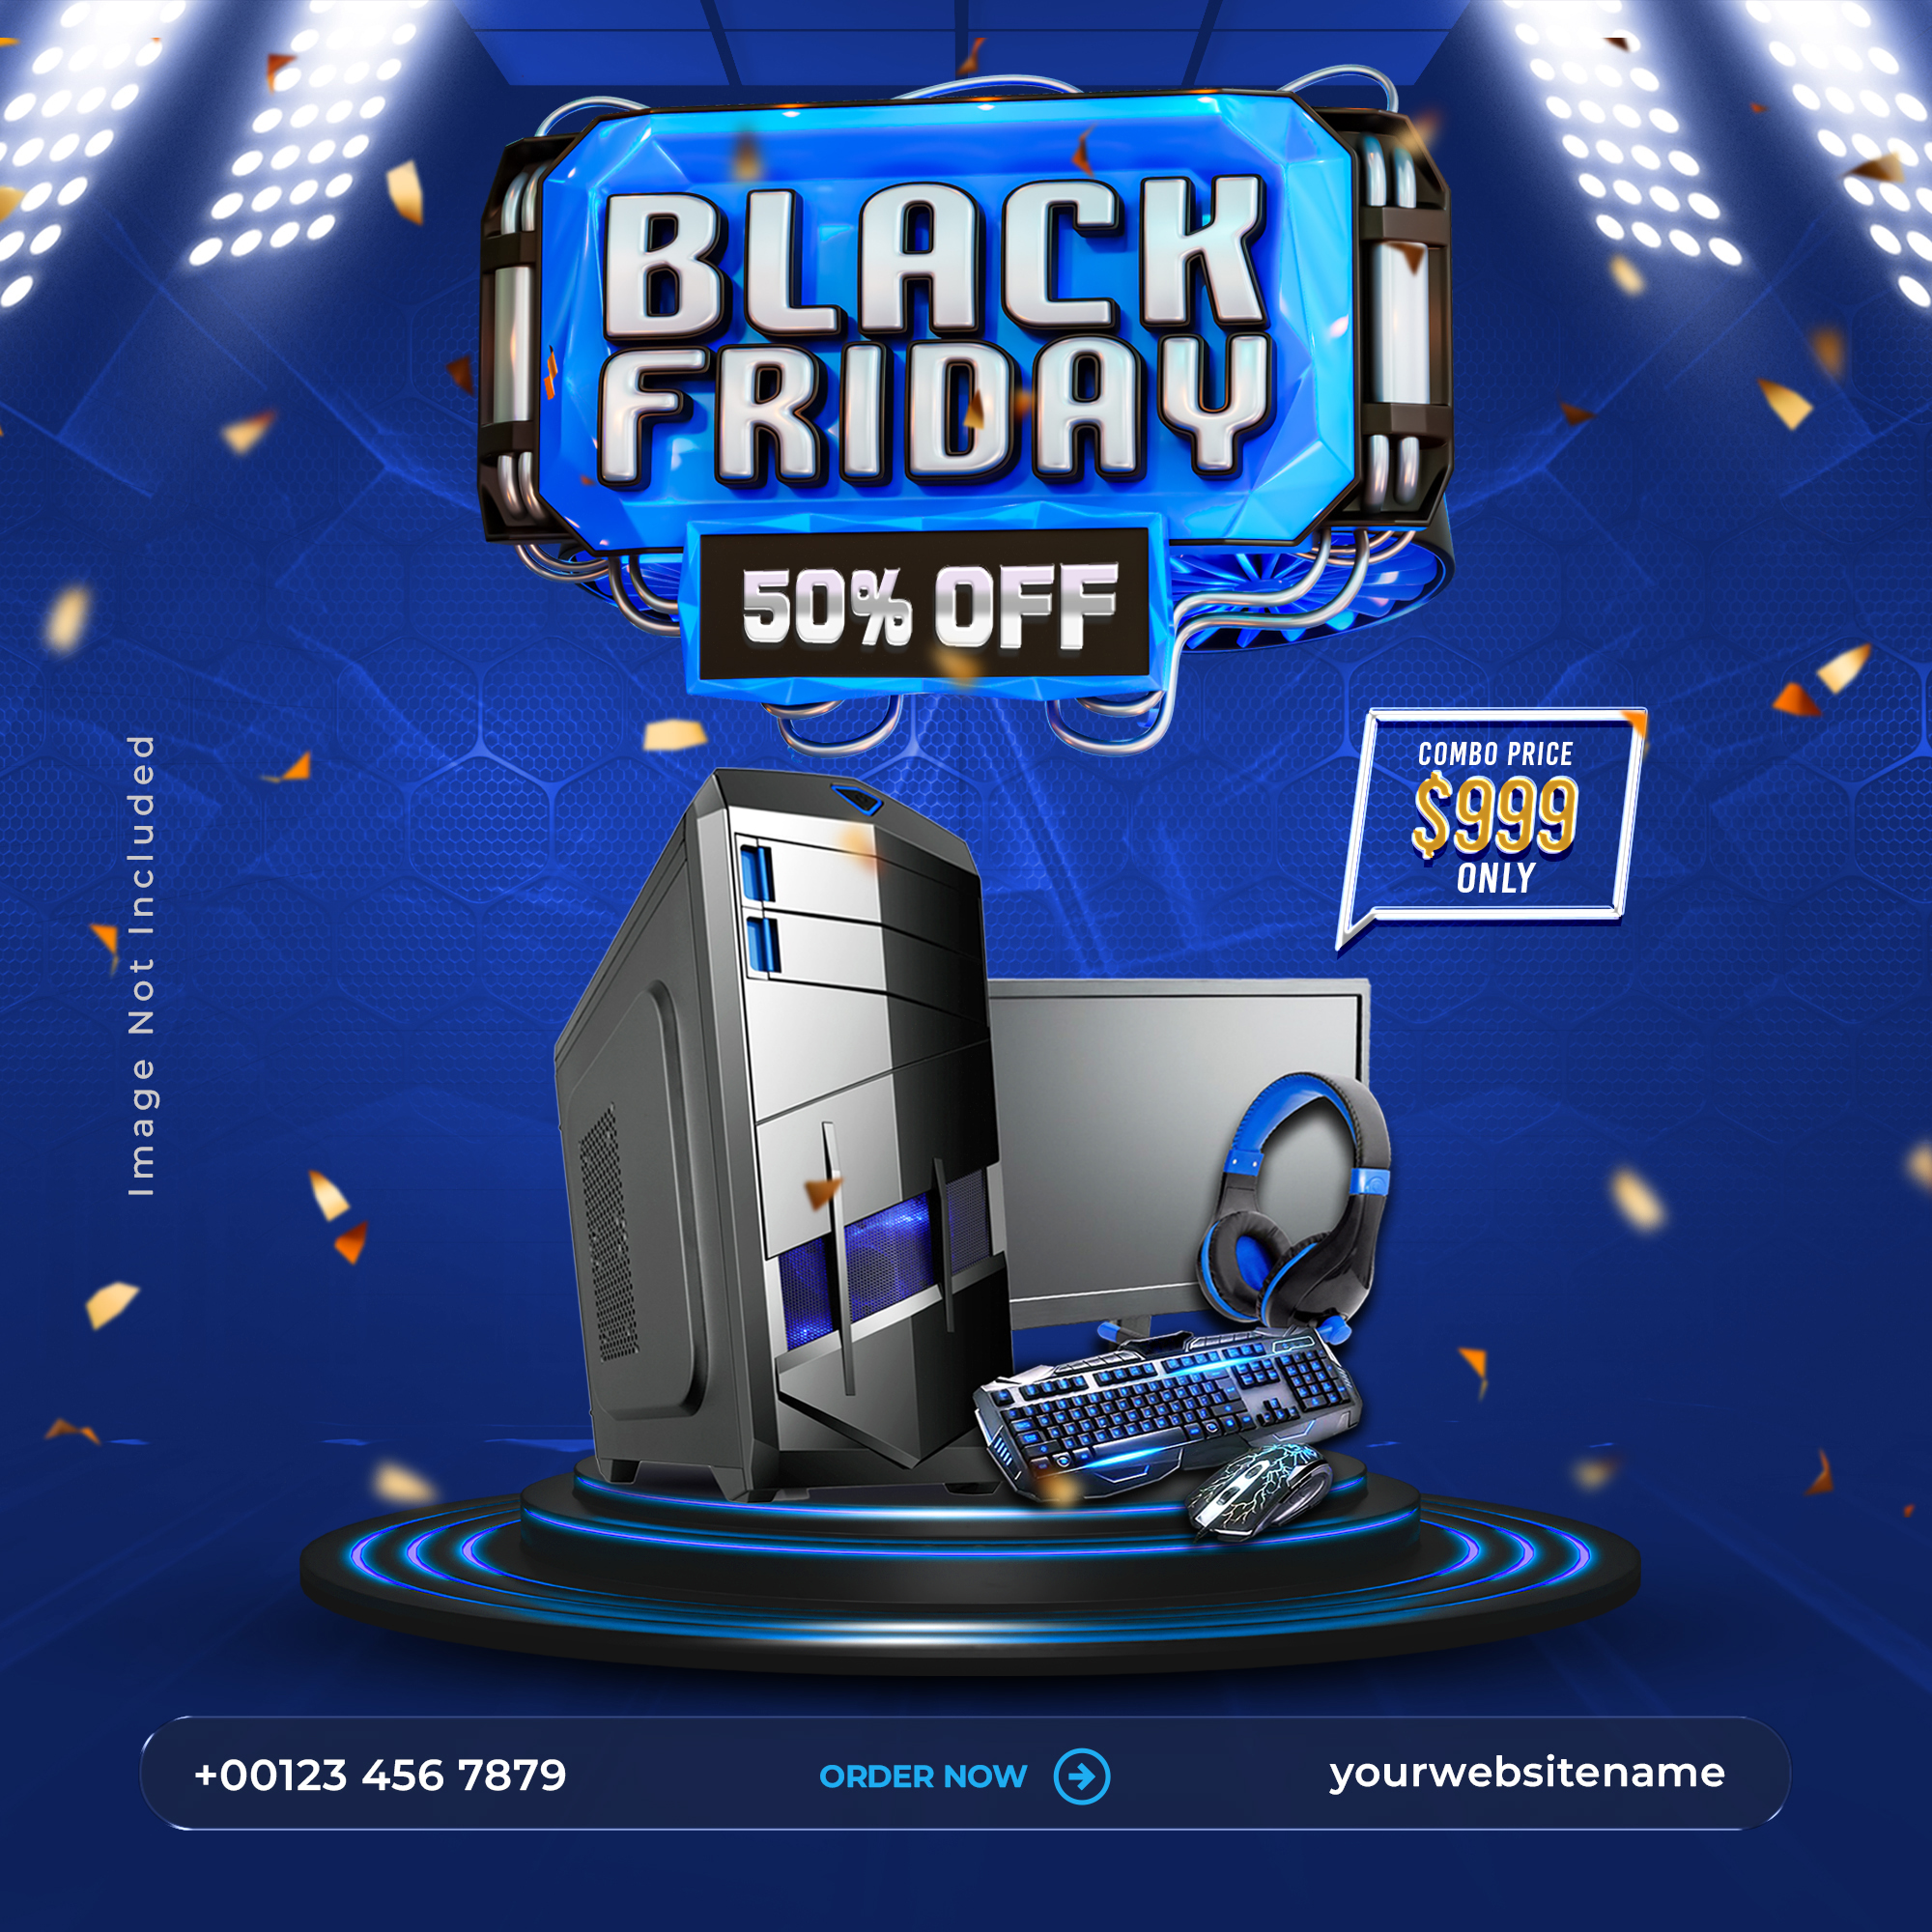 BLACK
FRIDAY
50% OFF
COMBO PRICE
$999
ONLY
Image Not Included
+00123 456 7879
ORDER NOW
yourwebsitename